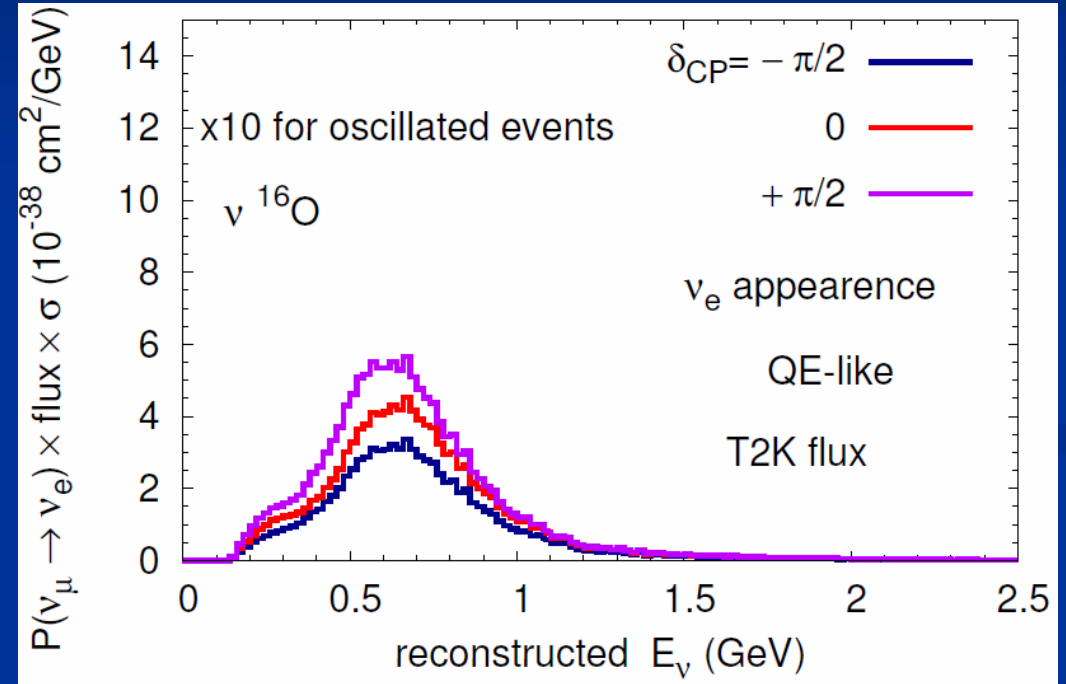 P(νμ → νe) × flux × σ (10-38 cm2/GeV)
14
12
10
8
6
4
2
0
δCP= − π/2
0
+ π/2
x10 for oscillated events
ν 16O
νe appearence
QE-like
T2K flux
0 0.5 1 1.5 2 2.5
reconstructed Eν (GeV)